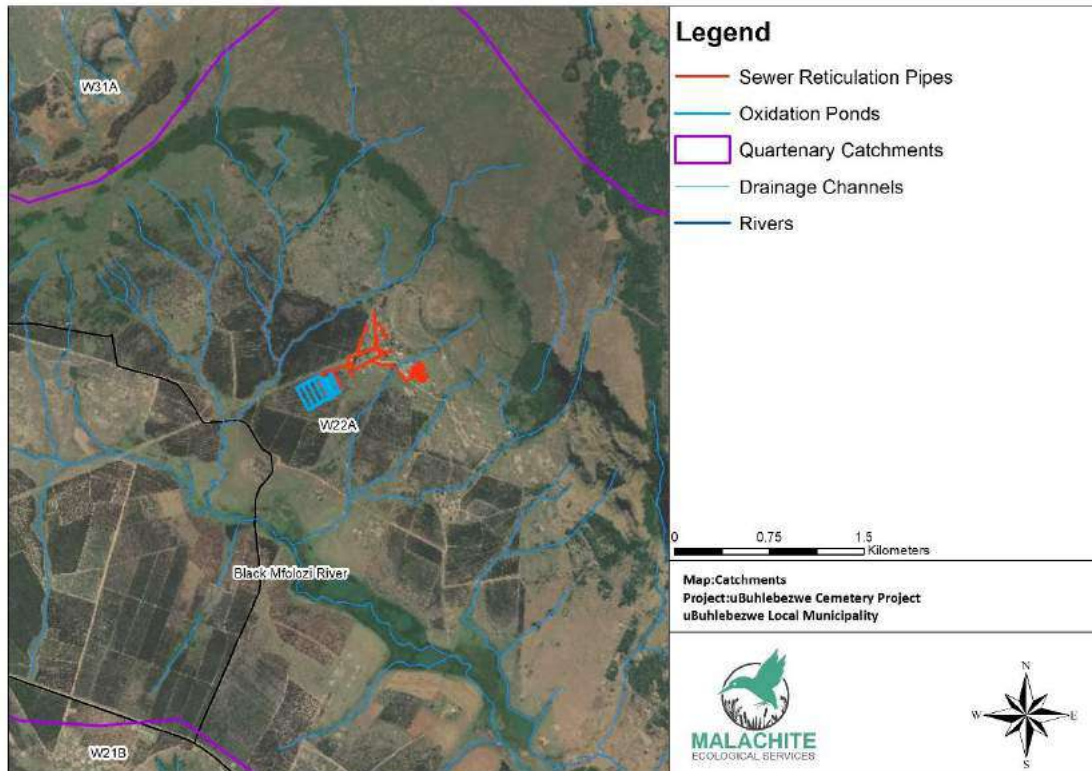 W31A
W22A
Black Mfolozi River
W21B
Legend
Sewer Reticulation Pipes
Oxidation Ponds
Quartenary Catchments
Drainage Channels
Rivers
0 0.75 1.5
Kilometers
Map:Catchments
Project:uBuhlebezwe Cemetery Project
uBuhlebezwe Local Municipality
MALACHITE
ECOLOGICAL SERVICES
N
W E
S